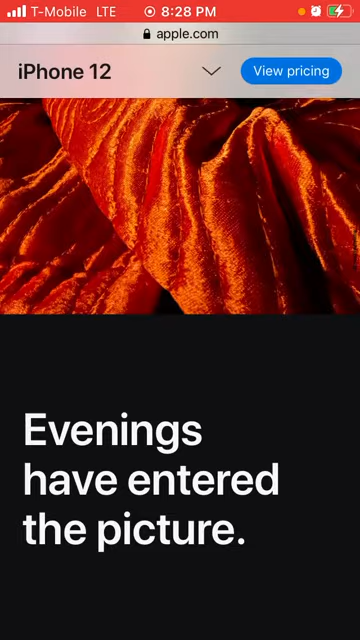 T-Mobile LTE 8:28 PM
apple.com
iPhone 12 View pricing
Evenings
have entered
the picture.